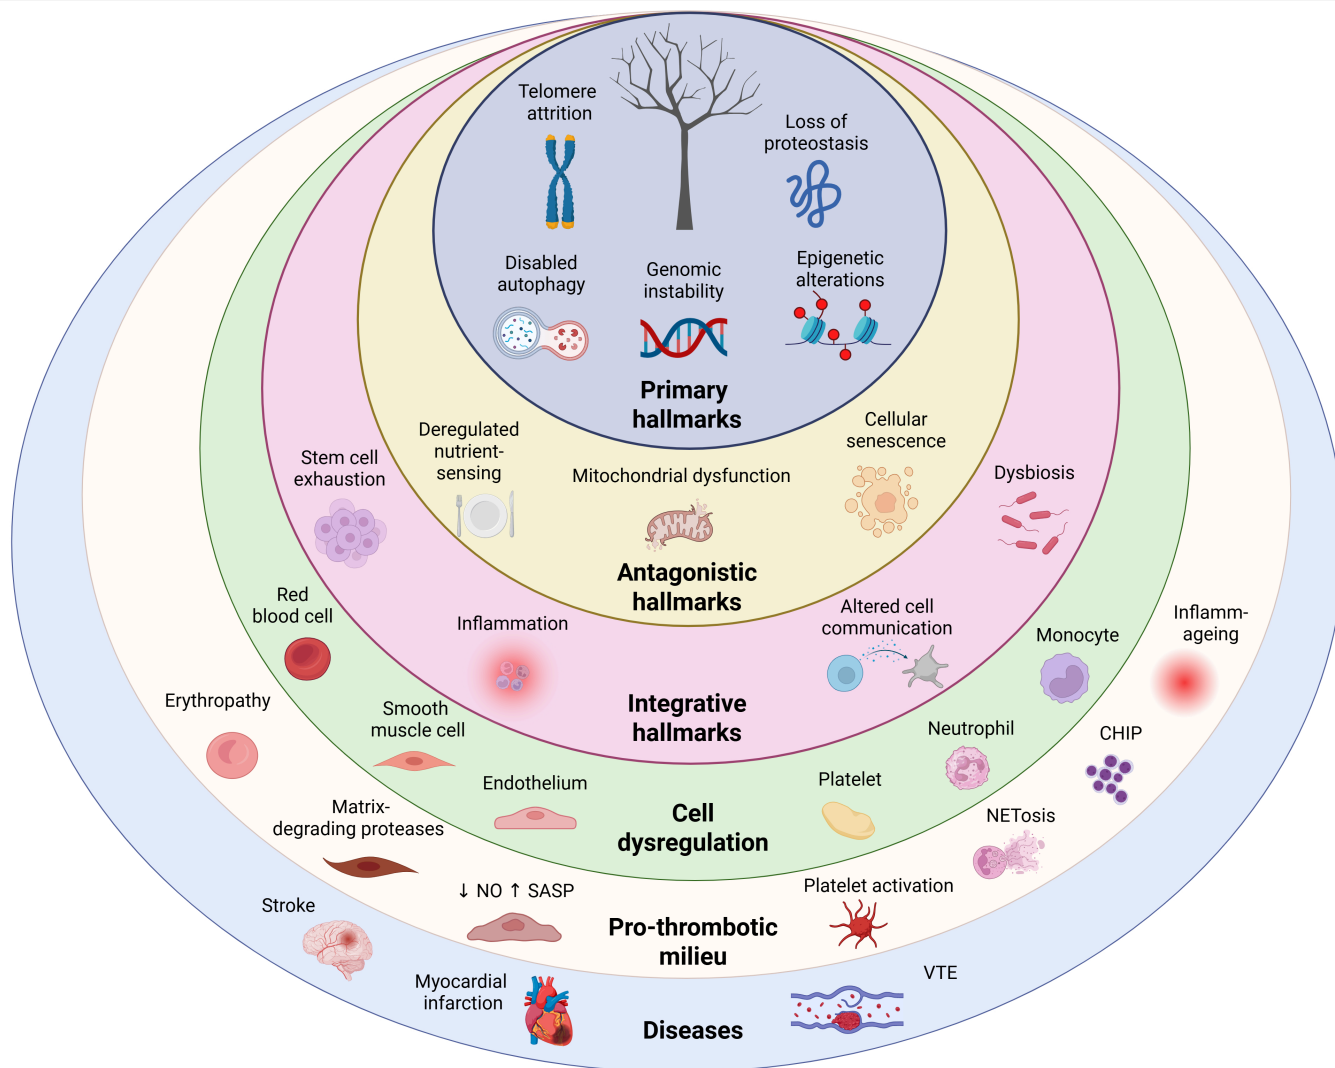 Telomere
attrition
Loss of
proteostasis
Disabled
autophagy
Genomic
instability
Epigenetic
alterations
Primary
hallmarks
Deregulated
nutrient-
sensing
Mitochondrial dysfunction
Cellular
senescence
Antagonistic
hallmarks
Stem cell
exhaustion
Dysbiosis
Inflammation
Altered cell
communication
Integrative
hallmarks
Red
blood cell
Smooth
muscle cell
Endothelium
Platelet
Neutrophil
Monocyte
Cell
dysregulation
Erythropathy
Matrix-
degrading proteases
↓ NO ↑ SASP
Platelet activation
NETosis
CHIP
Inflamm-
ageing
Pro-thrombotic
milieu
Stroke
Myocardial
infarction
VTE
Diseases